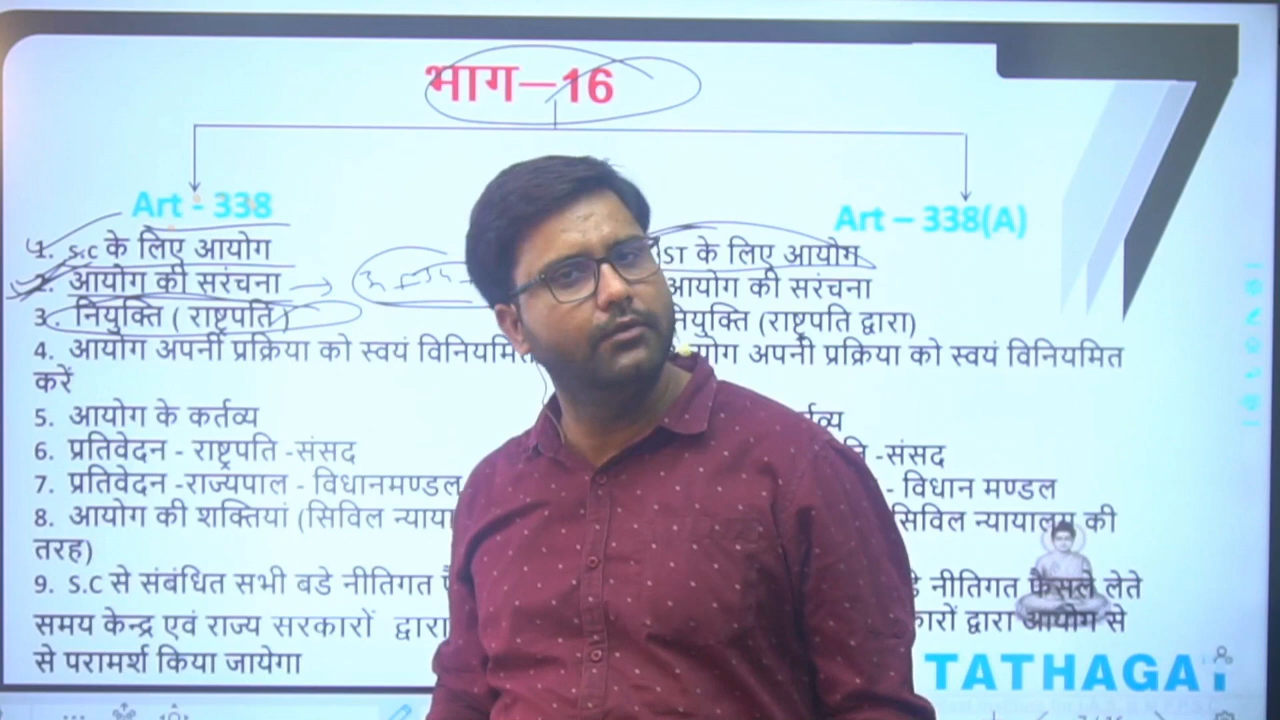 भाग–16
Art - 338
1. S.C के लिए आयोग
2. आयोग की सरंचना
3. नियुक्ति ( राष्ट्रपति )
4. आयोग अपनी प्रक्रिया को स्वयं विनियमित
करें
5. आयोग के कर्तव्य
6. प्रतिवेदन - राष्ट्रपति -संसद
7. प्रतिवेदन -राज्यपाल - विधानमण्डल
8. आयोग की शक्तियां (सिविल
तरह)
9. S.C से संबंधित सभी बडे नीतिगत
समय केन्द्र एवं राज्य सरकारों द्वारा
से परामर्श किया जायेगा
Art – 338(A)
ST के लिए आयोग
आयोग की सरंचना
नियुक्ति (राष्ट्रपति द्वारा)
अपनी प्रक्रिया को स्वयं विनियमित
-संसद
- विधान मण्डल
सिविल न्यायालय की
नीतिगत फैसले लेते
द्वारा आयोग से
TATHAGAT